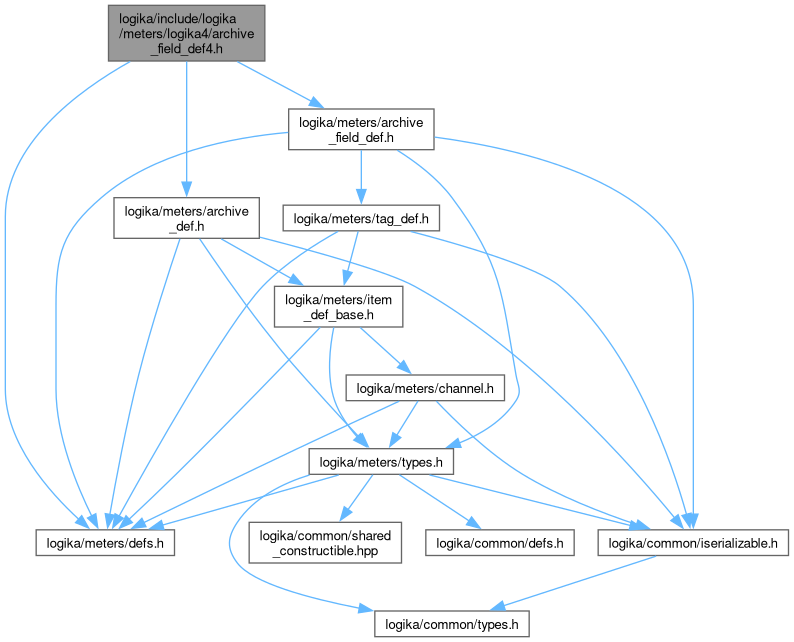 logika/include/logika
/meters/logika4/archive
_field_def4.h
logika/meters/archive
_field_def.h
logika/meters/archive
_def.h
logika/meters/tag_def.h
logika/meters/item
_def_base.h
logika/meters/channel.h
logika/meters/types.h
logika/meters/defs.h
logika/common/shared
_constructible.hpp
logika/common/defs.h
logika/common/iserializable.h
logika/common/types.h